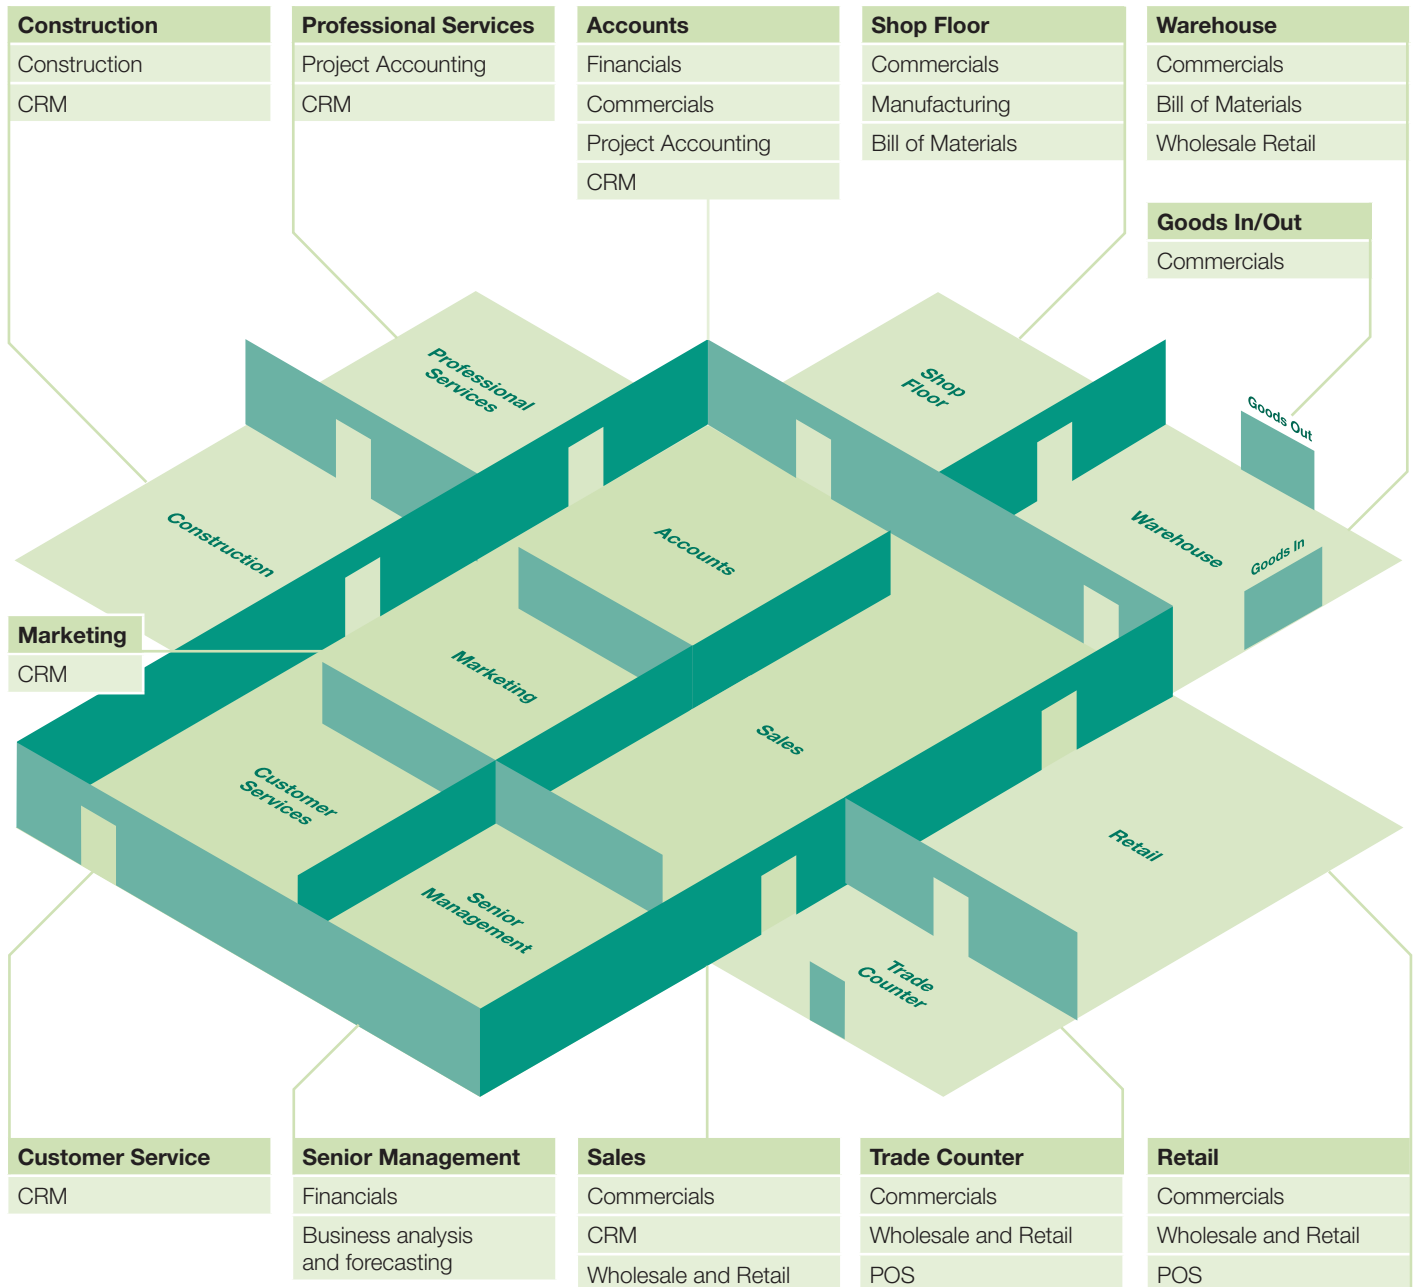 Construction
Construction
CRM
Professional Services
Project Accounting
CRM
Accounts
Financials
Commercials
Project Accounting
CRM
Shop Floor
Commercials
Manufacturing
Bill of Materials
Warehouse
Commercials
Bill of Materials
Wholesale Retail
Goods In/Out
Commercials
Professional
Services
Shop
Floor
Goods Out
Construction
Accounts
Warehouse
Goods In
Marketing
CRM
Marketing
Sales
Customer
Services
Retail
Senior
Management
Trade
Counter
Customer Service
CRM
Senior Management
Financials
Business analysis
and forecasting
Sales
Commercials
CRM
Wholesale and Retail
Trade Counter
Commercials
Wholesale and Retail
POS
Retail
Commercials
Wholesale and Retail
POS